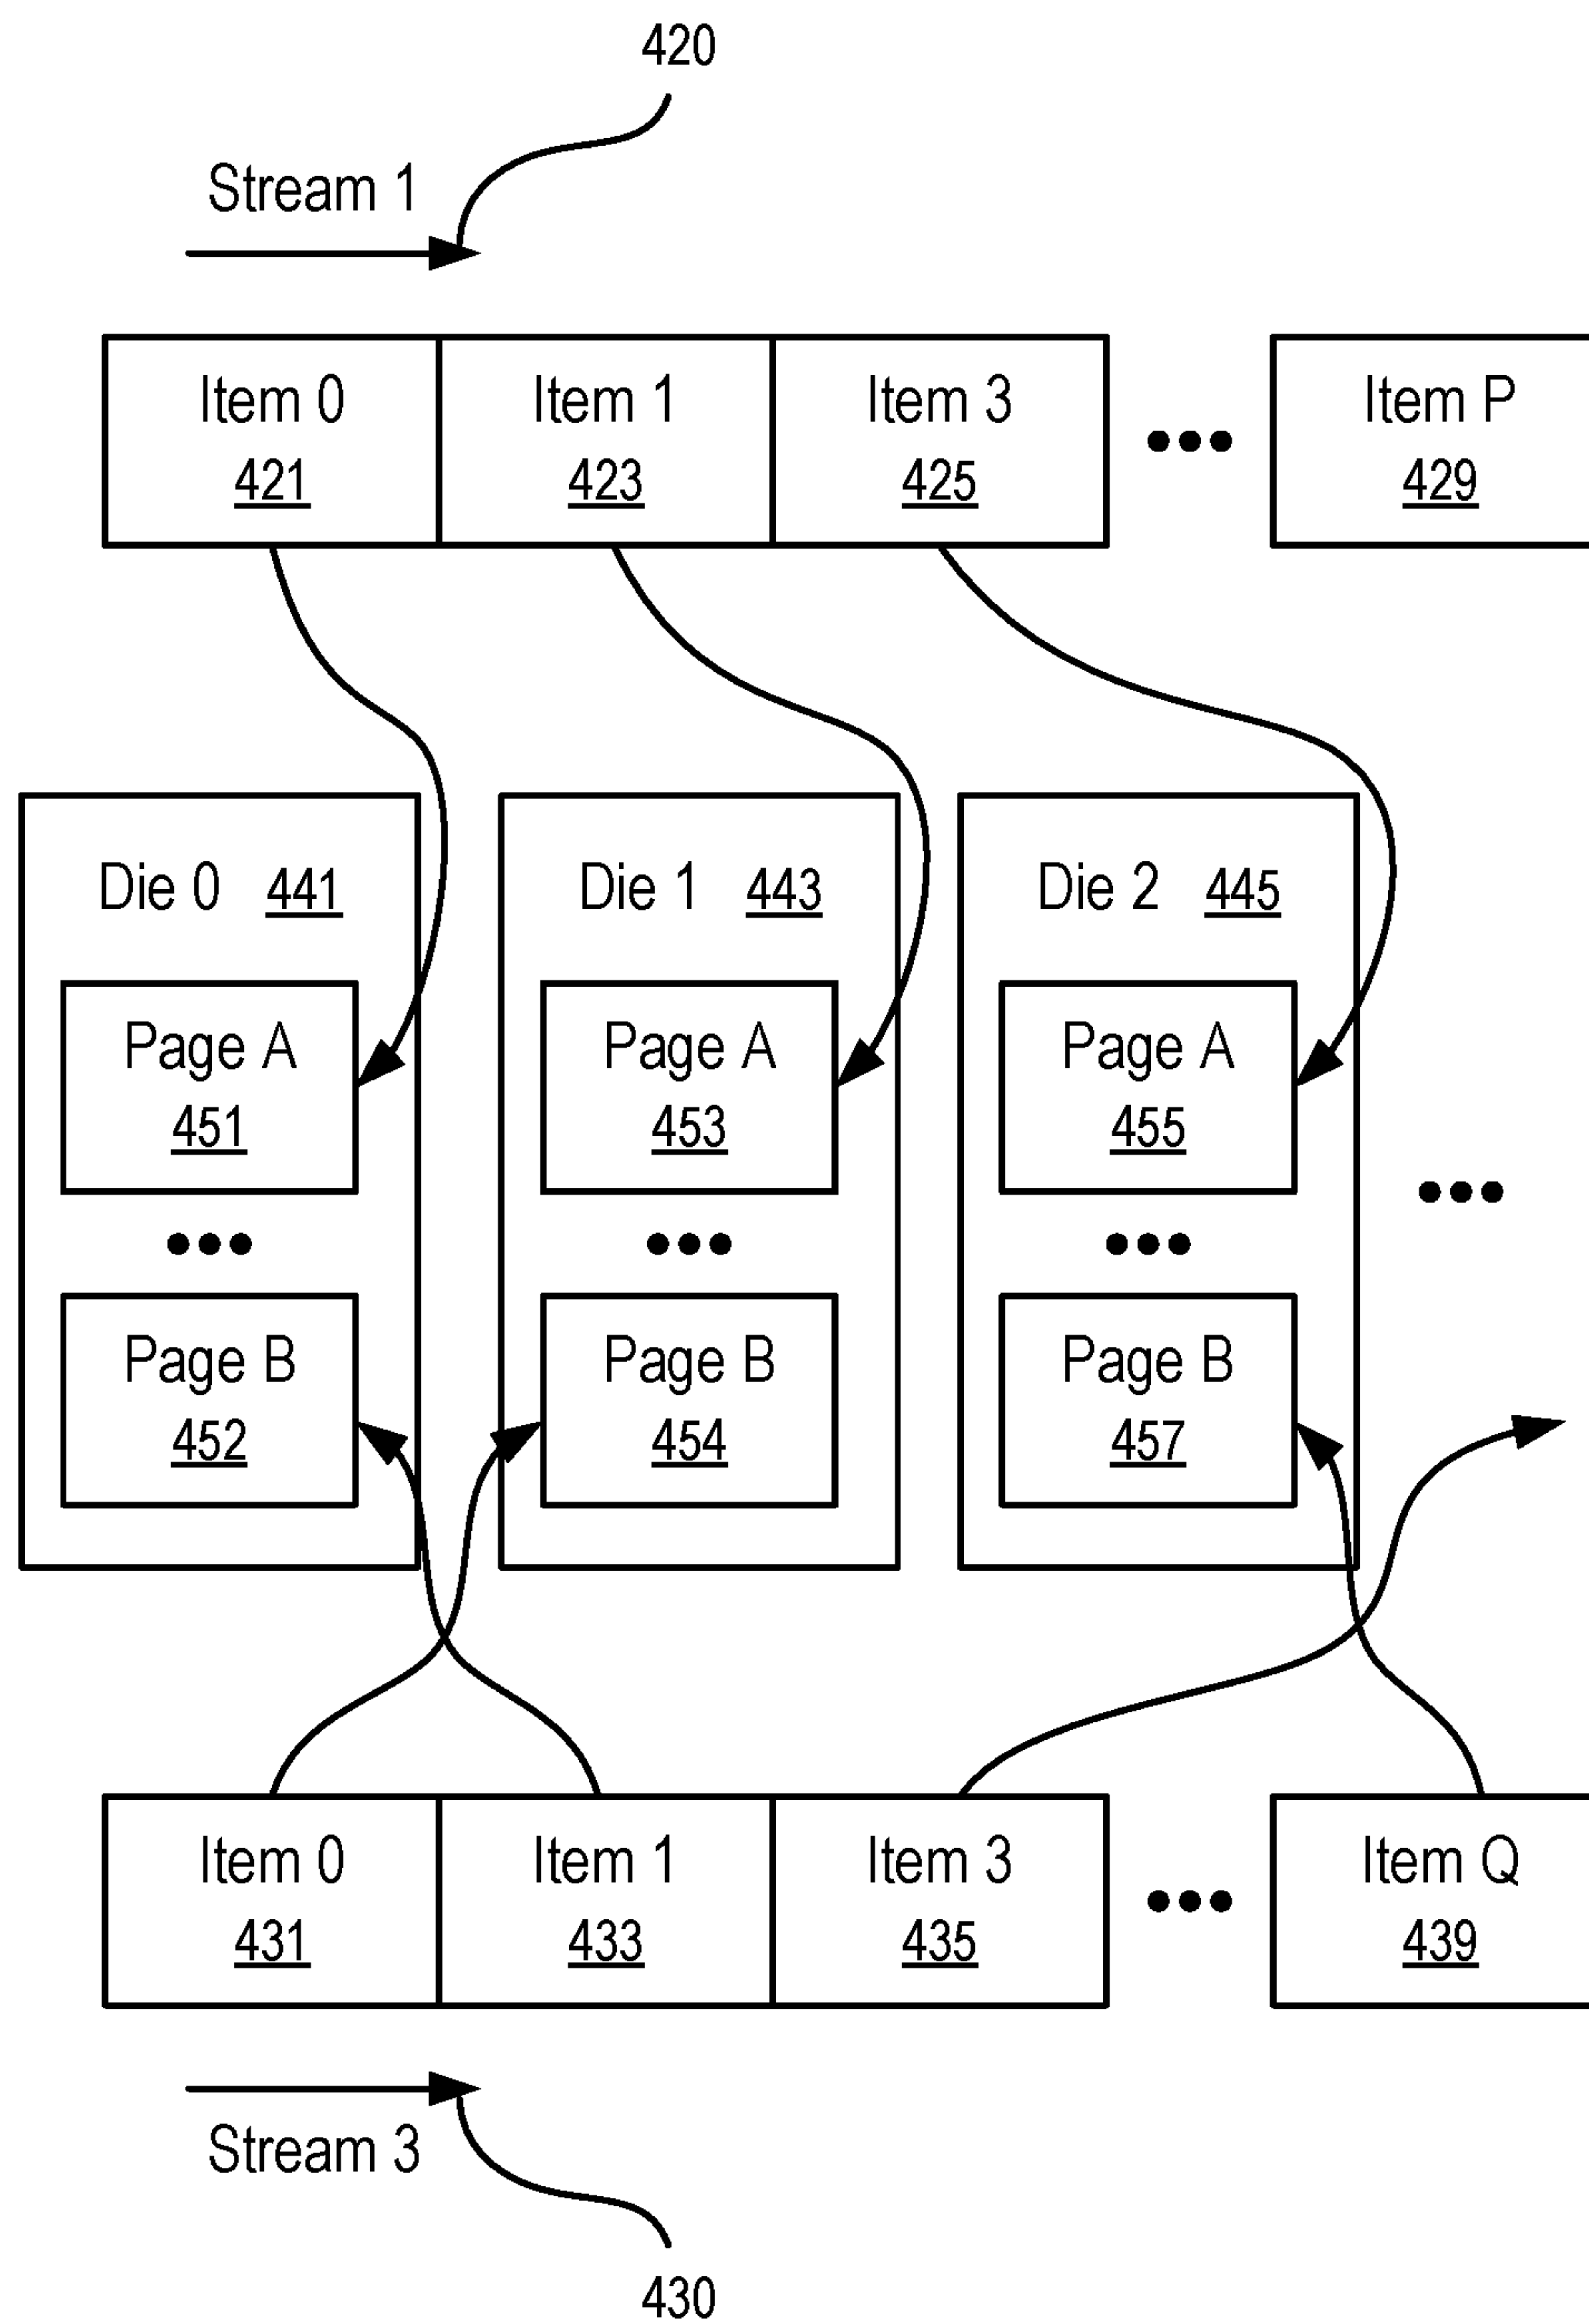 420
Stream 1
Item 0 Item 1 Item 3 ••• Item P
421 423 425 429
Die 0 441 Die 1 443 Die 2 445
Page A Page A Page A
451 453 455
•••
••• ••• •••
Page B Page B Page B
452 454 457
Item 0 Item 1 Item 3 ••• Item Q
431 433 435 439
Stream 3
430